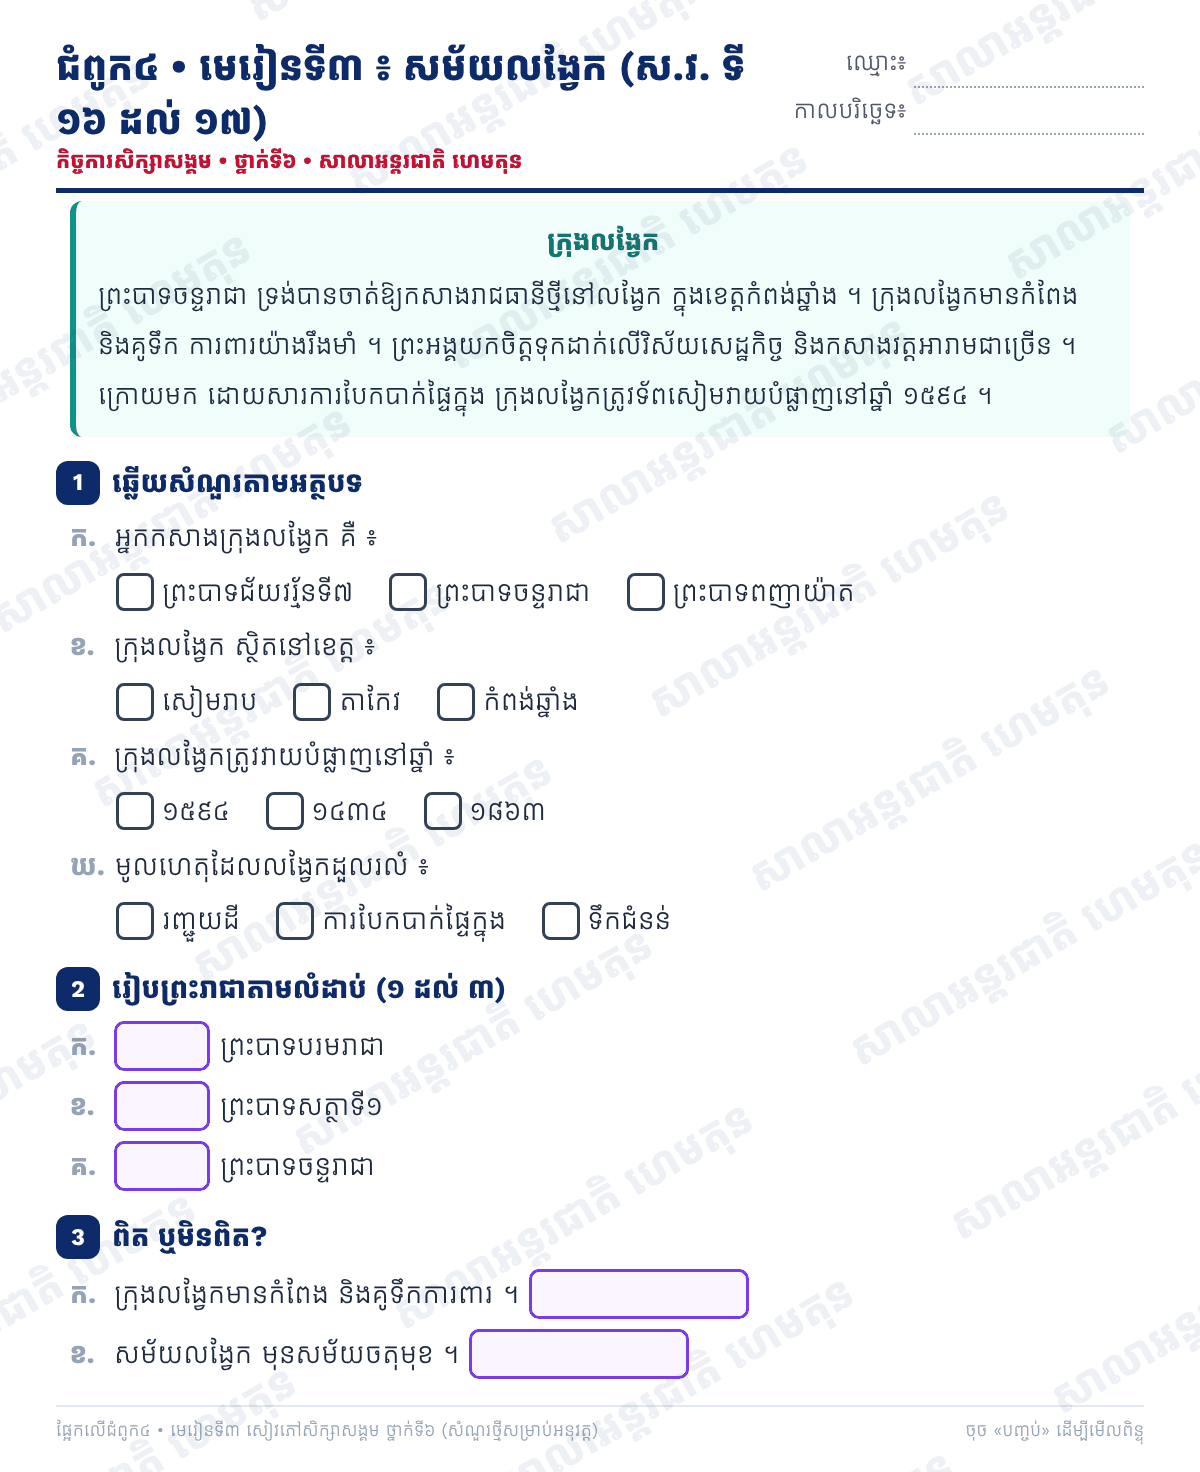 ជំពូក៤ • មេរៀនទី៣ ៖ សម័យលង្វែក (ស.វ. ទី
១៦ ដល់ ១៧)
ឈ្មោះ៖
កាលបរិច្ឆេទ៖
កិច្ចការសិក្សាសង្គម • ថ្នាក់ទី៦ • សាលាអន្តរជាតិ ហេមតុន
ក្រុងលង្វែក
ព្រះបាទចន្ទរាជា ទ្រង់បានចាត់ឱ្យកសាងរាជធានីថ្មីនៅលង្វែក ក្នុងខេត្តកំពង់ឆ្នាំង ។ ក្រុងលង្វែកមានកំពែង
និងគូទឹក ការពារយ៉ាងរឹងមាំ ។ ព្រះអង្គយកចិត្តទុកដាក់លើវិស័យសេដ្ឋកិច្ច និងកសាងវត្តអារាមជាច្រើន ។
ក្រោយមក ដោយសារការបែកបាក់ផ្ទៃក្នុង ក្រុងលង្វែកត្រូវទ័ពសៀមវាយបំផ្លាញនៅឆ្នាំ ១៥៩៤ ។
1 ឆ្លើយសំណួរតាមអត្ថបទ
ក. អ្នកកសាងក្រុងលង្វែក គឺ ៖
ព្រះបាទជ័យវរ្ម័នទី៧ ព្រះបាទចន្ទរាជា ព្រះបាទពញាយ៉ាត
ខ. ក្រុងលង្វែក ស្ថិតនៅខេត្ត ៖
សៀមរាប តាកែវ កំពង់ឆ្នាំង
គ. ក្រុងលង្វែកត្រូវវាយបំផ្លាញនៅឆ្នាំ ៖
១៥៩៤ ១៤៣៤ ១៨៦៣
ឃ. មូលហេតុដែលលង្វែកដួលរលំ ៖
រញ្ជួយដី ការបែកបាក់ផ្ទៃក្នុង ទឹកជំនន់
2 រៀបព្រះរាជាតាមលំដាប់ (១ ដល់ ៣)
ក. ព្រះបាទបរមរាជា
ខ. ព្រះបាទសត្ថាទី១
គ. ព្រះបាទចន្ទរាជា
3 ពិត ឬមិនពិត?
ក. ក្រុងលង្វែកមានកំពែង និងគូទឹកការពារ ។
ខ. សម័យលង្វែក មុនសម័យចតុមុខ ។
ផ្អែកលើជំពូក៤ • មេរៀនទី៣ សៀវភៅសិក្សាសង្គម ថ្នាក់ទី៦ (សំណួរថ្មីសម្រាប់អនុវត្ត)
ចុច «បញ្ចប់» ដើម្បីមើលពិន្ទុ